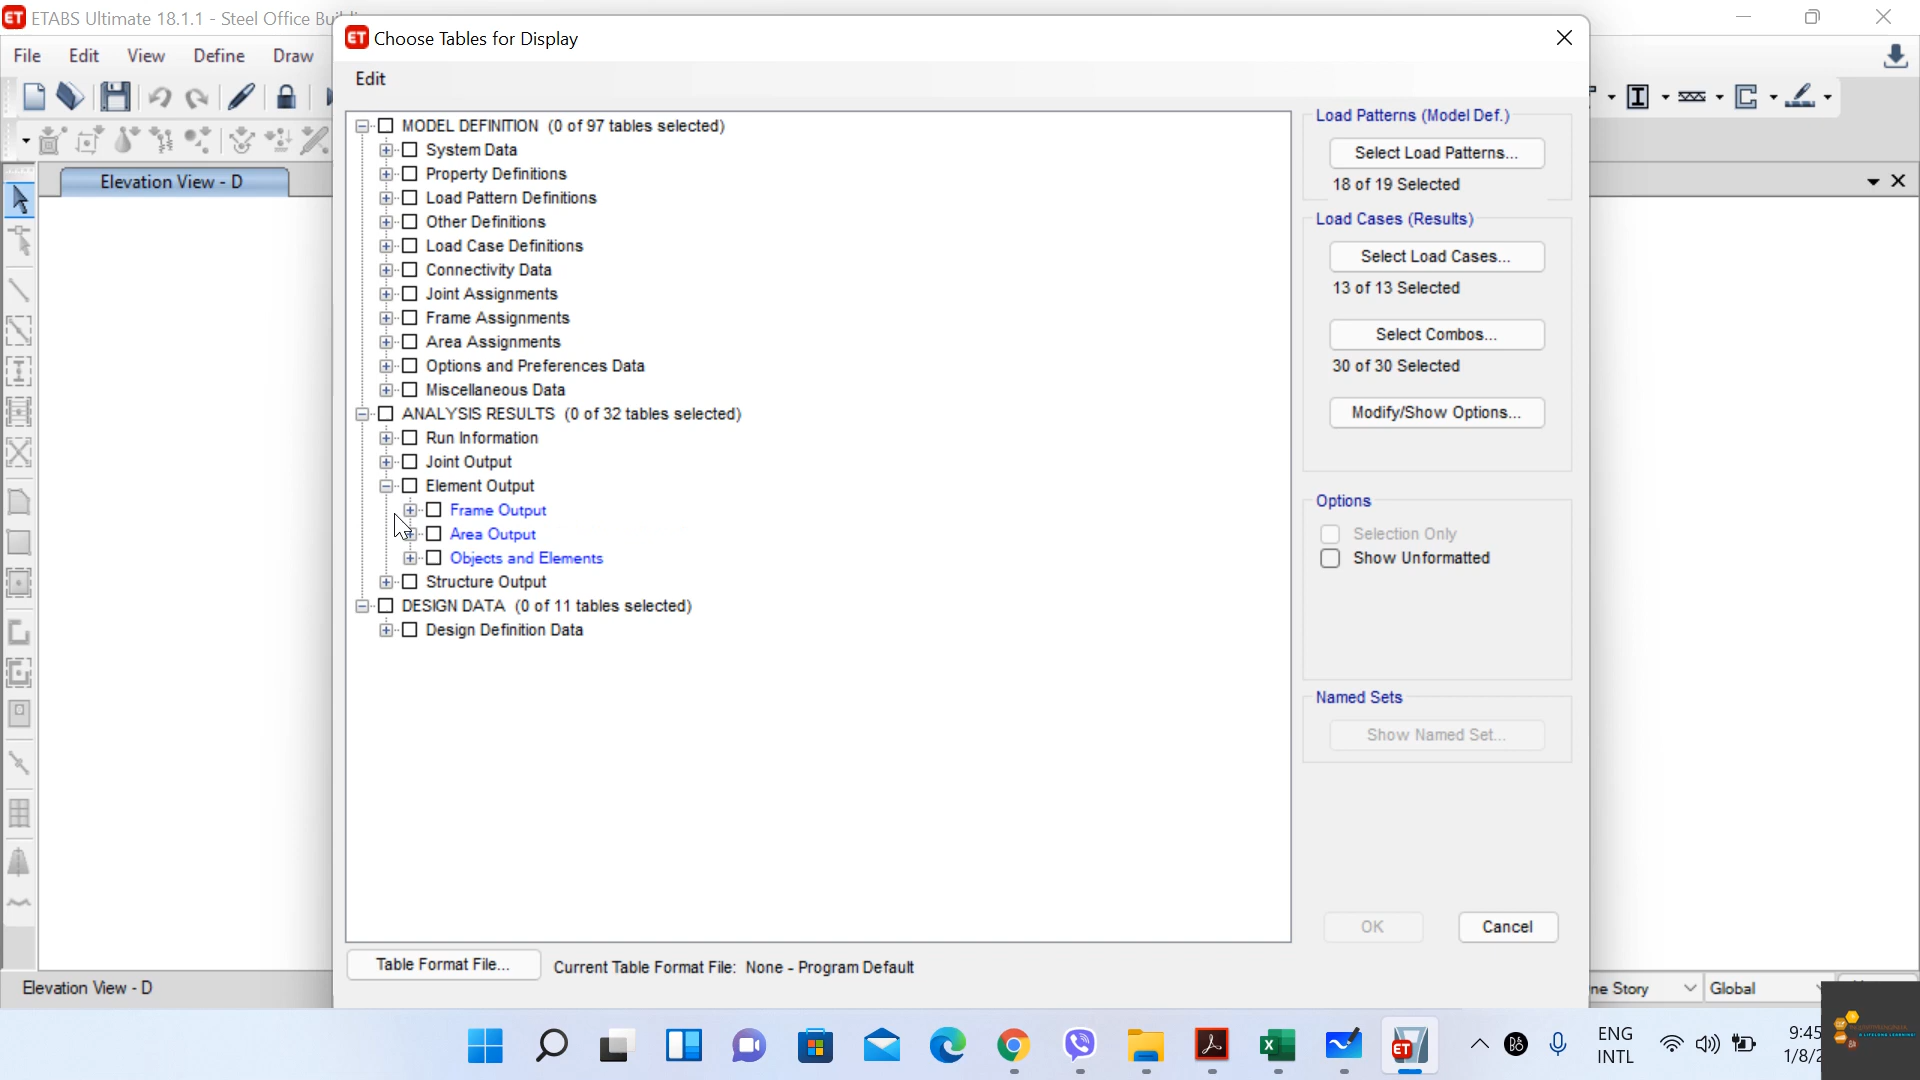 ETABS Ultimate 18.1.1 - Steel Office
File Edit View Define Draw
Elevation View - D
Choose Tables for Display
Edit
MODEL DEFINITION (0 of 97 tables selected)
System Data
Property Definitions
Load Pattern Definitions
Other Definitions
Load Case Definitions
Connectivity Data
Joint Assignments
Frame Assignments
Area Assignments
Options and Preferences Data
Miscellaneous Data
ANALYSIS RESULTS (0 of 32 tables selected)
Run Information
Joint Output
Element Output
Frame Output
Area Output
Objects and Elements
Structure Output
DESIGN DATA (0 of 11 tables selected)
Design Definition Data
Load Patterns (Model Def.)
Select Load Patterns...
18 of 19 Selected
Load Cases (Results)
Select Load Cases...
13 of 13 Selected
Select Combos...
30 of 30 Selected
Modify/Show Options...
Options
Selection Only
Show Unformatted
Named Sets
Show Named Set...
OK Cancel
Table Format File... Current Table Format File: None - Program Default
Elevation View - D
Story Global
ENG
INTL
9:45
1/8/2